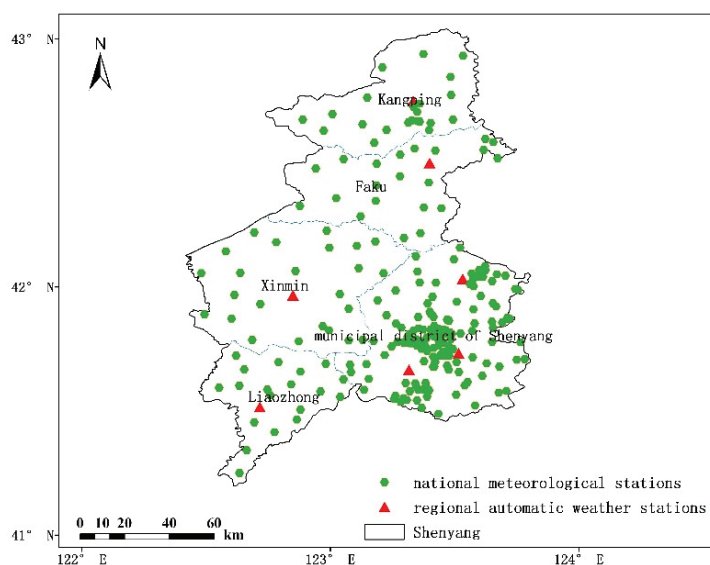 43° N
N
Kangping
Faku
42° N
Xinmin
municipal district of Shenyang
Liaozhong
national meteorological stations
regional automatic weather stations
Shenyang
0 10 20 40 60
km
41° N
122° E 123° E 124° E